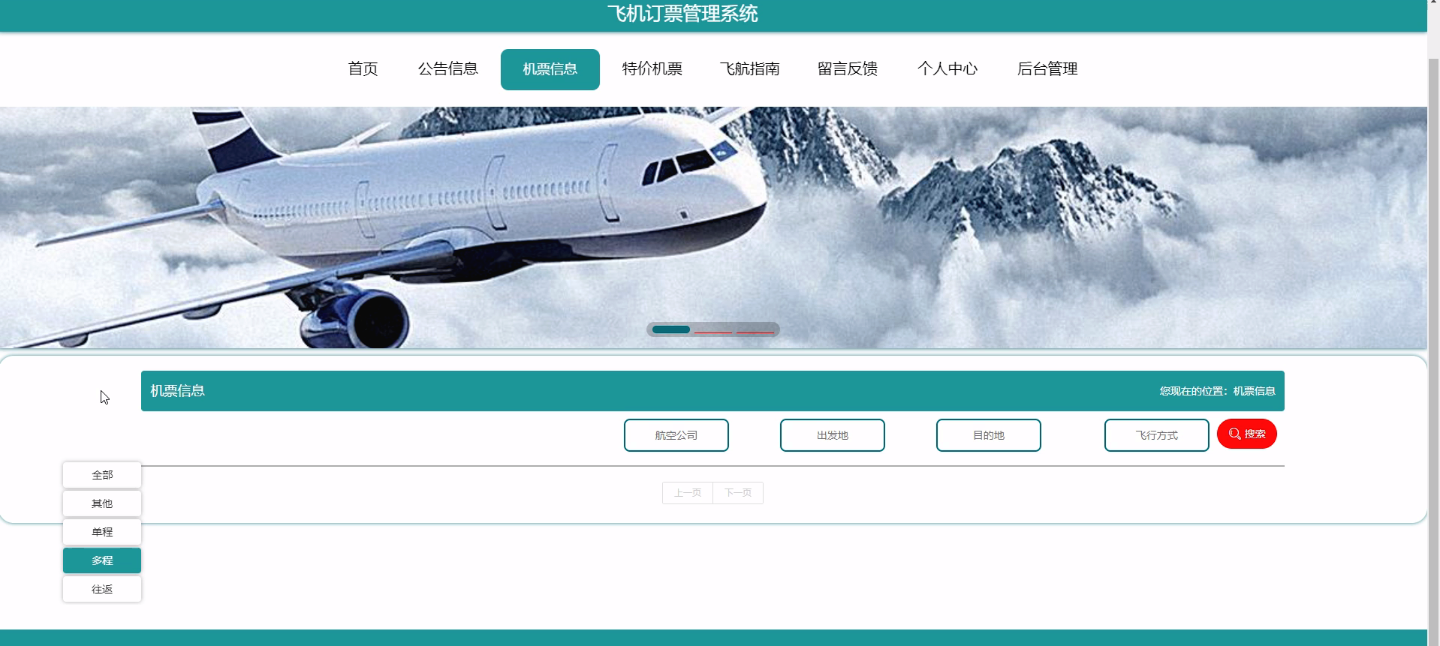 飞机订票管理系统
首页 公告信息 机票信息 特价机票 飞航指南 留言反馈 个人中心 后台管理
机票信息 您现在的位置：机票信息
航空公司 出发地 目的地 飞行方式 搜索
全部
上一页 下一页
其他
单程
多程
往返